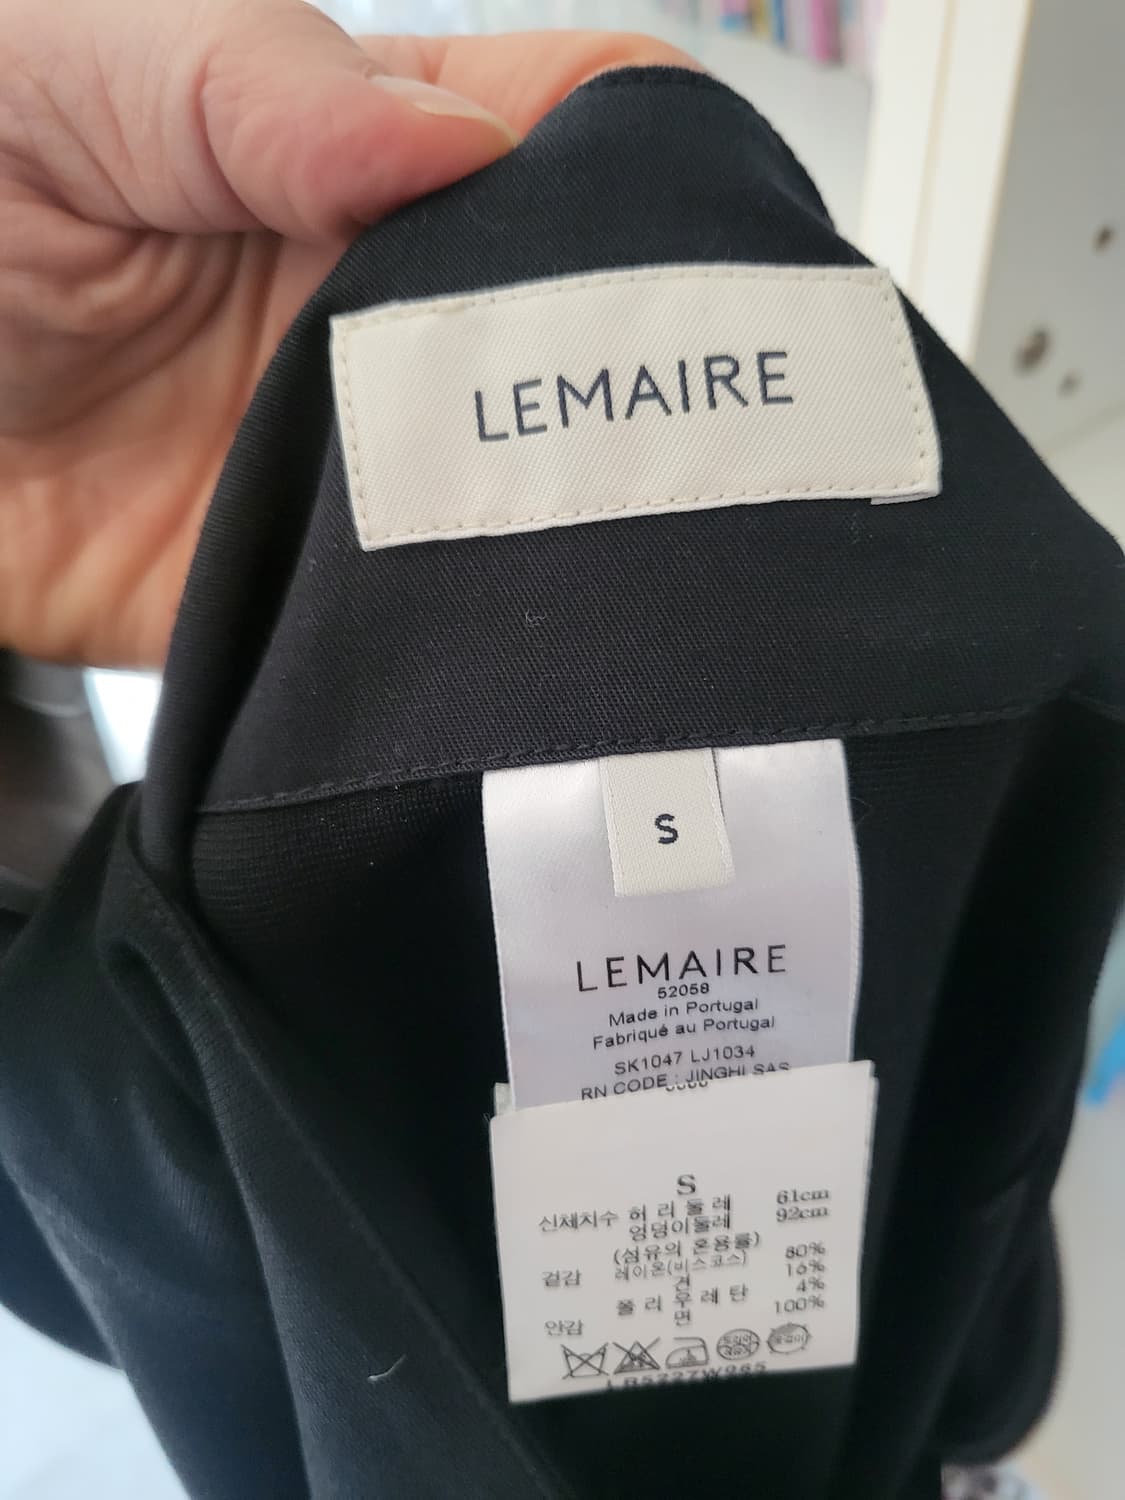 LEMAIRE
S
LEMAIRE
52058
Made in Portugal
Fabriqué au Portugal
SK1047 LJ1034
RN CODE : JINGHI SAS
S
신체치수 허 리 둘 레 61cm
엉덩이둘레 92cm
(섬유의 혼용률)
겉감 레이온(비스코스) 80%
견 16%
폴 리 우 레 탄 4%
안감 면 100%